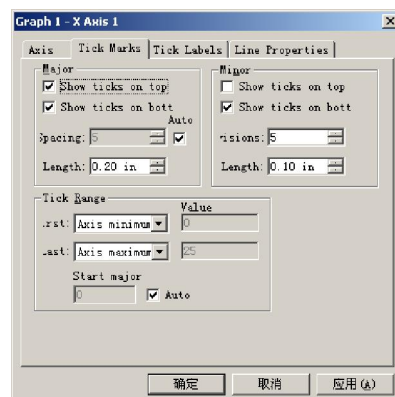 Graph 1 - X Axis 1
Axis Tick Marks Tick Labels Line Properties
Major
Show ticks on top
Show ticks on bott
Auto
Spacing: 5
Length: 0.20 in
Minor
Show ticks on top
Show ticks on bott
visions: 5
Length: 0.10 in
Tick Range
Value
irst: Axis minimum 0
Last: Axis maximum 25
Start major
0 Auto
确定 取消 应用(A)